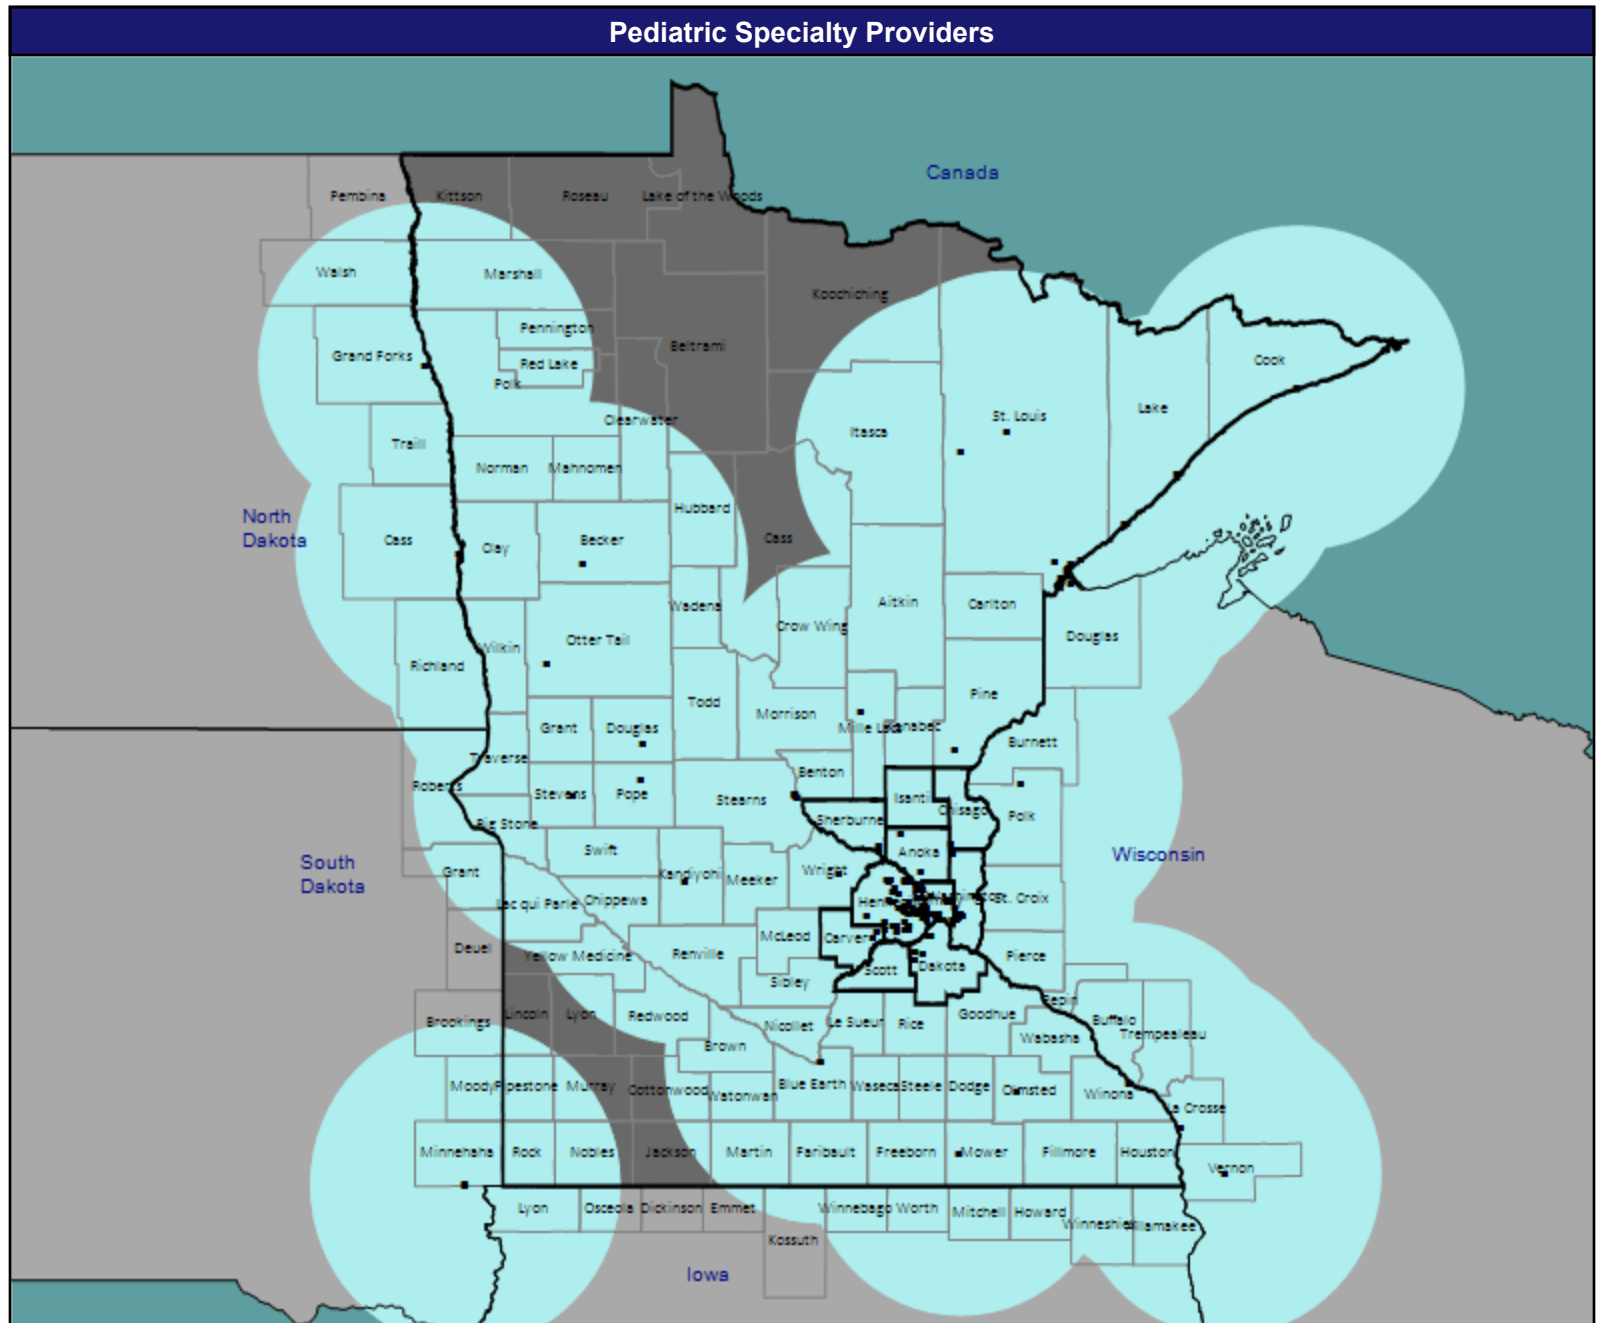 Pediatric Specialty Providers
Canada
Pembina
Kittson
Roseau
Lake of the Woods
Walsh
Marshall
Koochiching
Pennington
Beltrami
Grand Forks
Red Lake
Cook
Polk
Clearwater
St. Louis
Lake
Itasca
Traill
Norman
Mahnomen
Hubbard
North
Dakota
Cass
Clay
Becker
Cass
Wadena
Aitkin
Carlton
Crow Wing
Otter Tail
Douglas
Wilkin
Richland
Pine
Todd
Morrison
Grant
Douglas
Mille Lacs
Kanabec
Burnett
Traverse
Benton
Roberts
Stevens
Pope
Stearns
Isanti
Chisago
Polk
Big Stone
Sherburne
Swift
Anoka
Wisconsin
South
Dakota
Grant
Kandiyohi
Meeker
Wright
Lac qui Parle
Chippewa
St. Croix
McLeod
Carver
Deuel
Yellow Medicine
Renville
Pierce
Scott
Dakota
Sibley
Pepin
Lincoln
Lyon
Redwood
Goodhue
Brookings
Nicollet
Le Sueur
Rice
Buffalo
Trempealeau
Wabasha
Brown
Moody
Pipestone
Murray
Cottonwood
Watonwan
Blue Earth
Waseca
Steele
Dodge
Olmsted
Winona
La Crosse
Minnehaha
Rock
Nobles
Jackson
Martin
Faribault
Freeborn
Mower
Fillmore
Houston
Vernon
Lyon
Osceola
Dickinson
Emmet
Winnebago
Worth
Mitchell
Howard
Winneshiek
Allamakee
Kossuth
Iowa